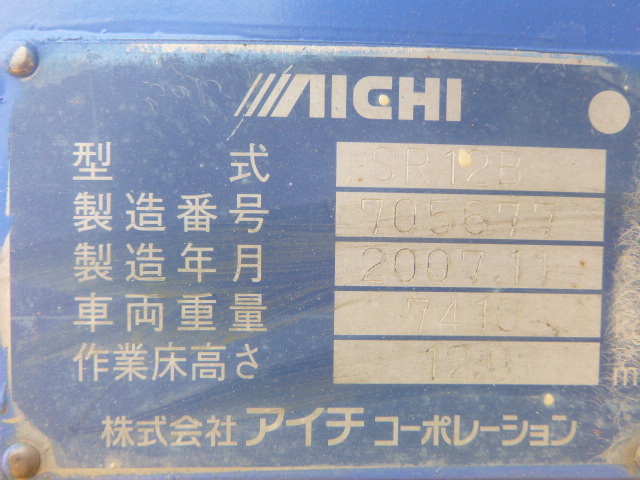 AICHI
型式 SR12B
製造番号 705677
製造年月 2007.11
車両重量 7410
作業床高さ 12.0 m
株式会社 アイチ コーポレーション